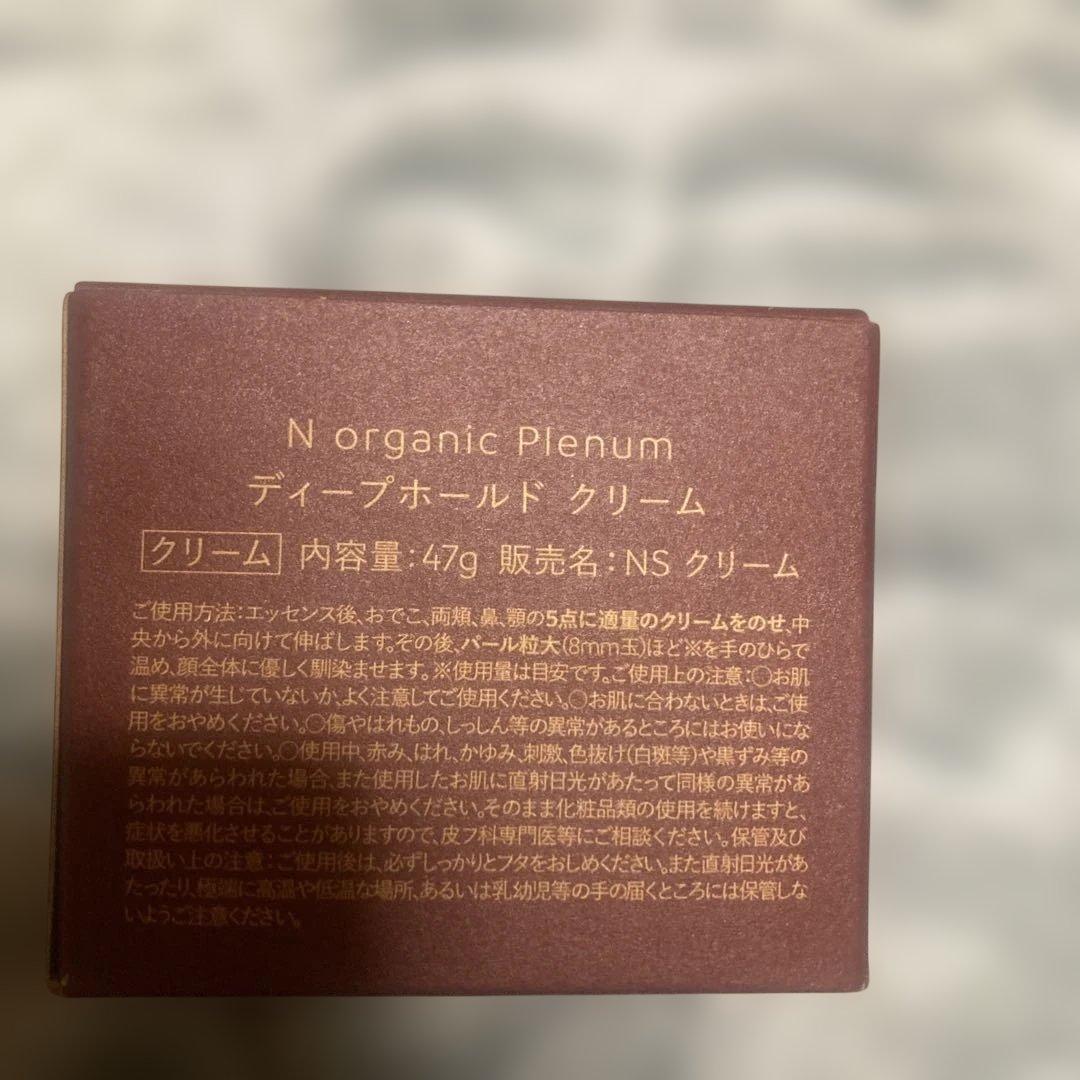 N organic Plenum
ディープホールド クリーム
クリーム 内容量:47g 販売名:NS クリーム
ご使用方法:エッセンス後、おでこ、両頬、鼻、顎の5点に適量のクリームをのせ、中
央から外に向けて伸ばします。その後、パール粒大(8mm玉)ほど※を手のひらで
温め、顔全体に優しく馴染ませます。※使用量は目安です。ご使用上の注意:○お肌
に異常が生じていないか、よく注意してご使用ください。○お肌に合わないときは、ご使
用をおやめください。○傷やはれもの、しっしん等の異常があるところにはお使いにな
らないでください。○使用中、赤み、はれ、かゆみ、刺激、色抜け(白斑等)や黒ずみ等の
異常があらわれた場合、また使用したお肌に直射日光があたって同様の異常があ
らわれた場合は、ご使用をおやめください。そのまま化粧品類の使用を続けますと、
症状を悪化させることがありますので、皮フ科専門医等にご相談ください。保管及び
取扱い上の注意:ご使用後は、必ずしっかりとフタをおしめください。また直射日光があ
たったり、極端に高温や低温な場所、あるいは乳幼児等の手の届くところには保管しな
いようご注意ください。